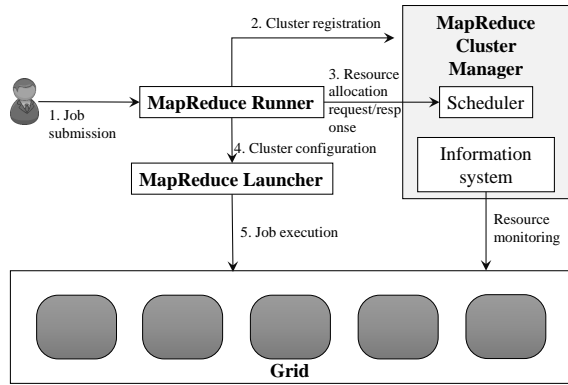 2. Cluster registration
MapReduce
Cluster
Manager
3. Resource
allocation
request/resp
onse
MapReduce Runner
Scheduler
1. Job
submission
4. Cluster configuration
Information
system
MapReduce Launcher
5. Job execution
Resource
monitoring
Grid